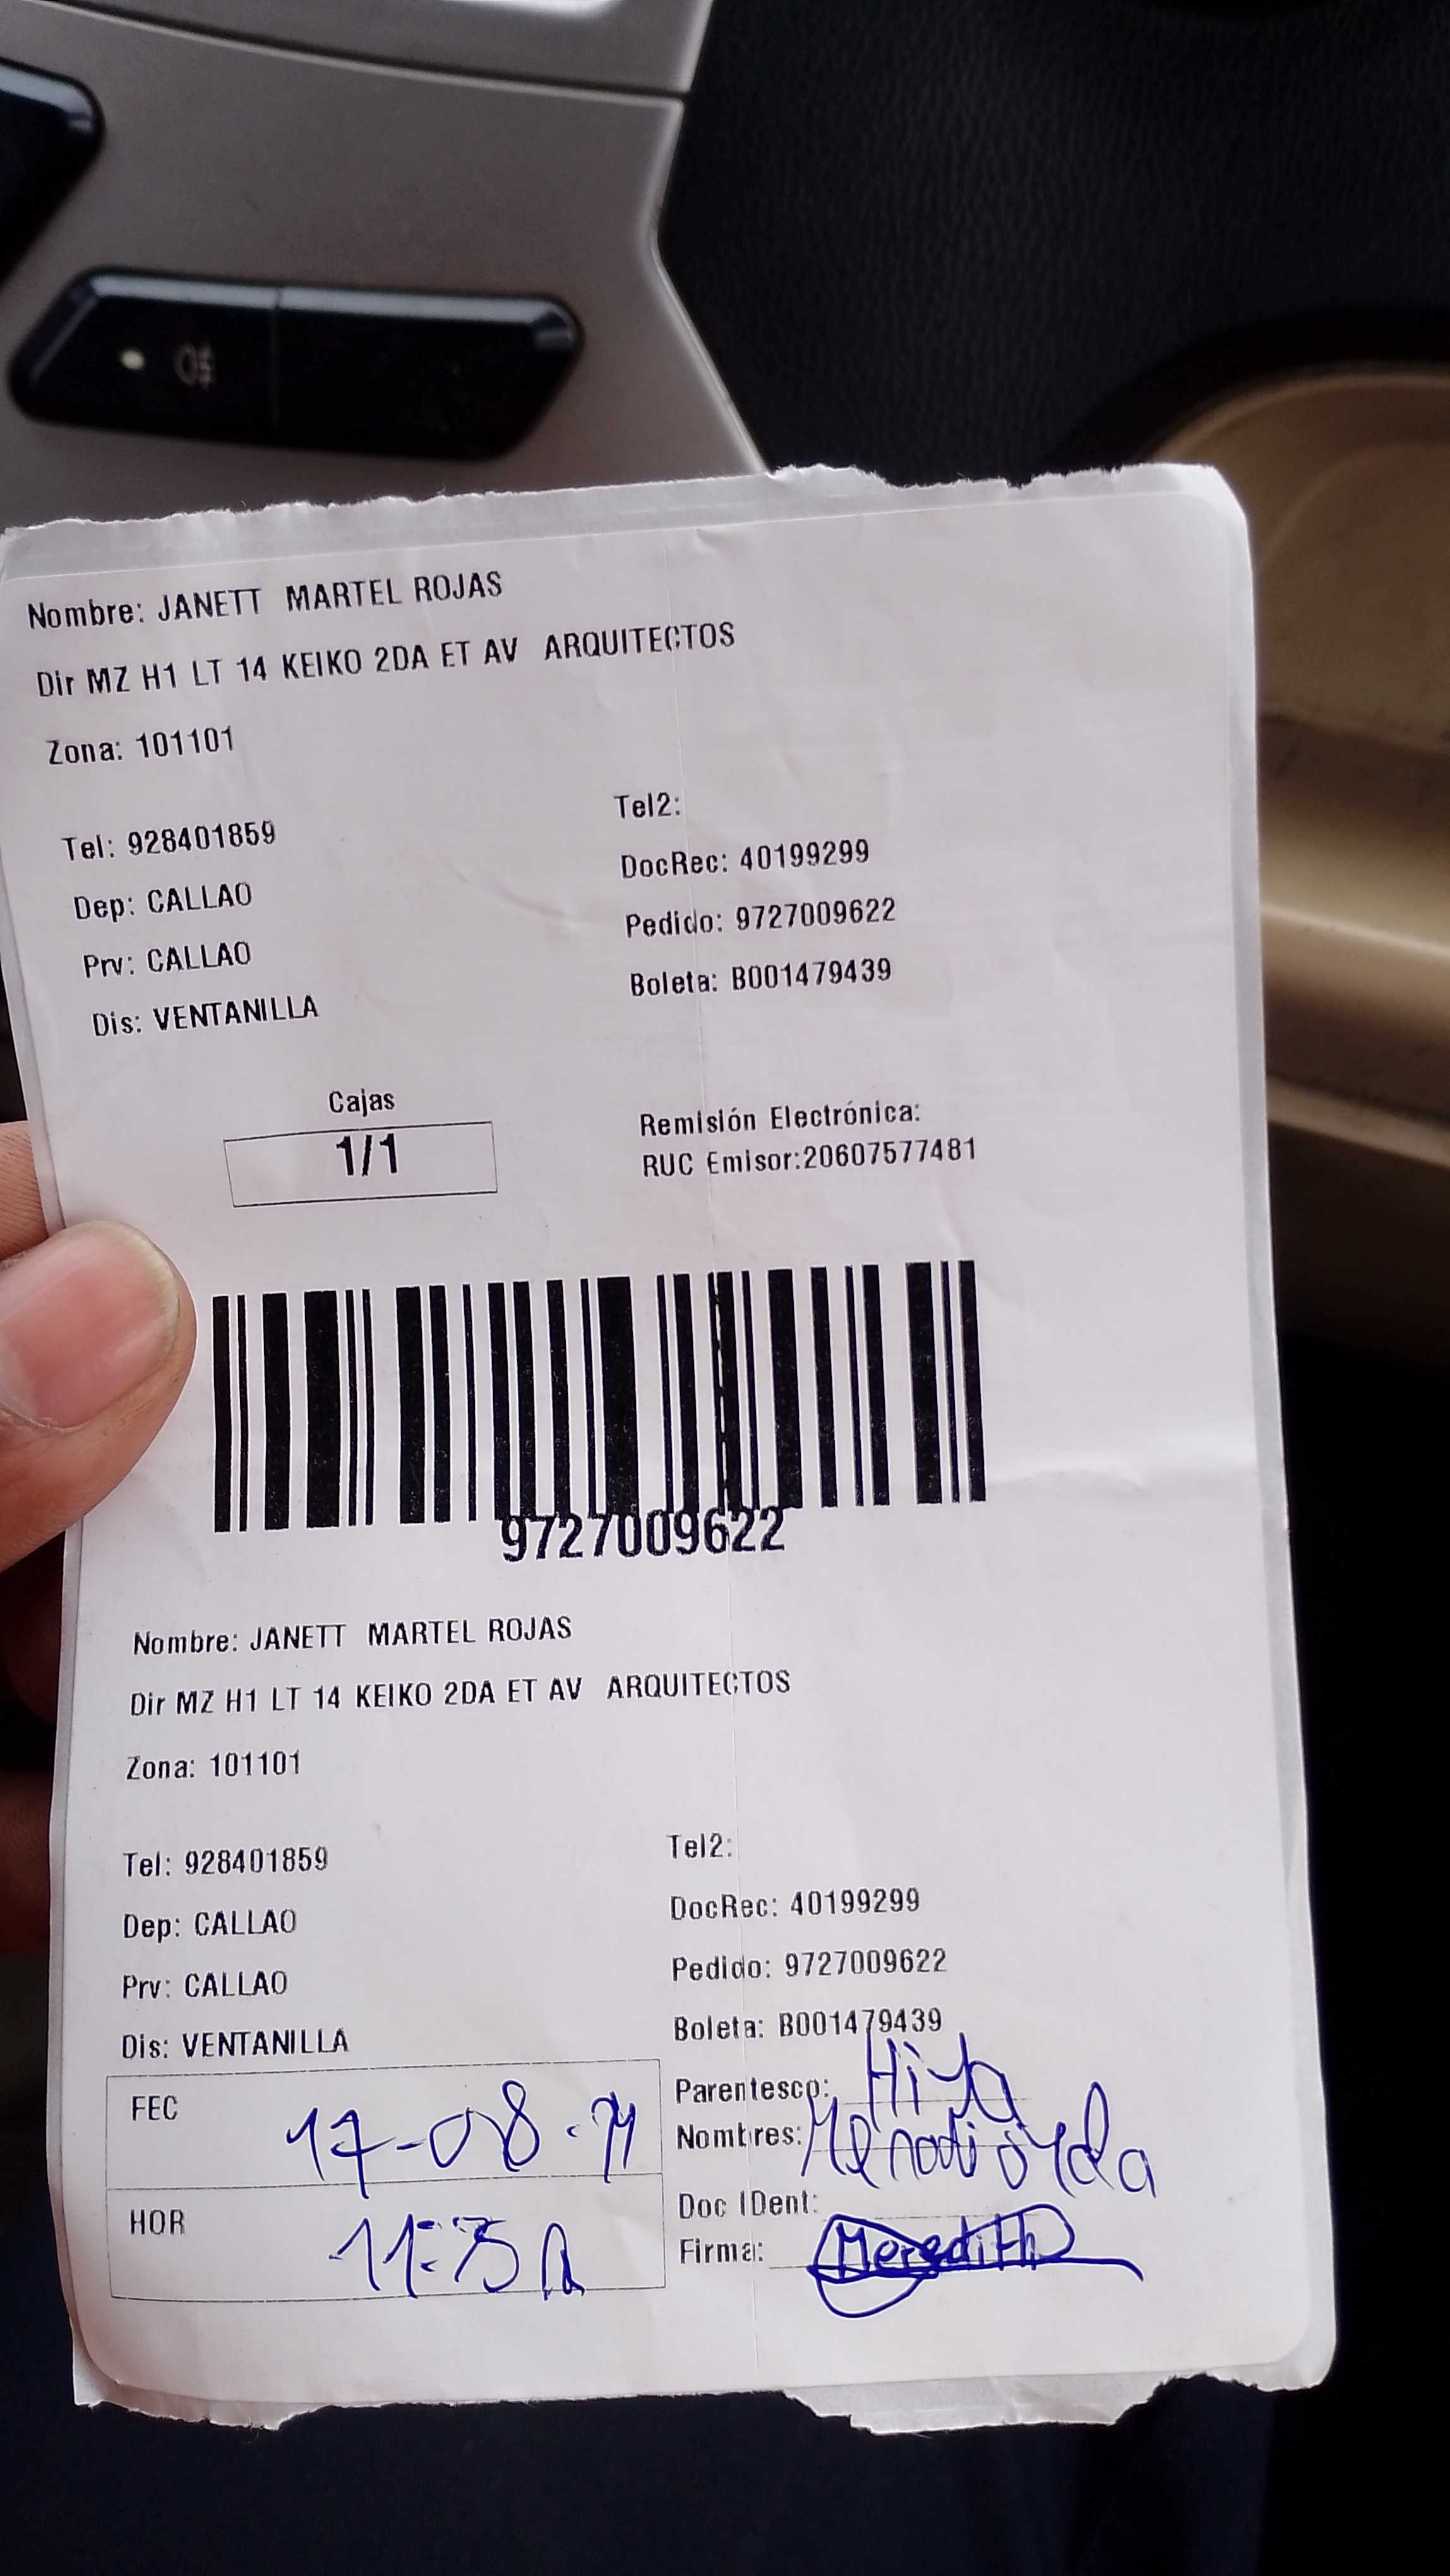 Nombre: JANETT MARTEL ROJAS
Dir MZ H1 LT 14 KEIKO 2DA ET AV ARQUITECTOS
Zona: 101101
Tel: 928401859
Tel2:
Dep: CALLAO
DocRec: 40199299
Prv: CALLAO
Pedido: 9727009622
Dis: VENTANILLA
Boleta: B001479439
Cajas
1/1
Remisión Electrónica:
RUC Emisor:20607577481
9727009622
Nombre: JANETT MARTEL ROJAS
Dir MZ H1 LT 14 KEIKO 2DA ET AV ARQUITECTOS
Zona: 101101
Tel: 928401859
Tel2:
Dep: CALLAO
DocRec: 40199299
Prv: CALLAO
Pedido: 9727009622
Dis: VENTANILLA
Boleta: B001479439
FEC 17-08-
Parentesco: Hija
Nombres:
HOR
Doc IDent:
Firma: Meredith